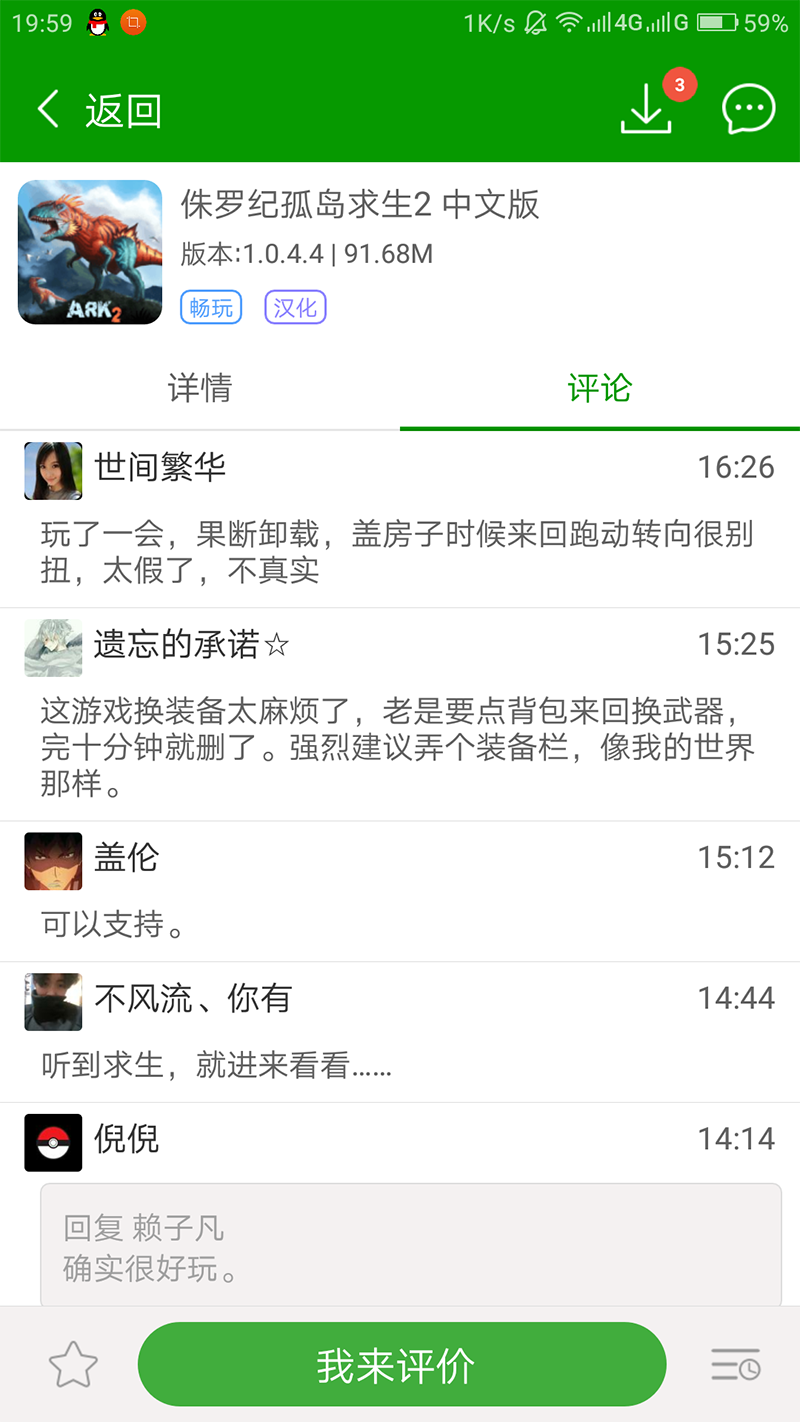 19:59
1K/s 4G G 59%
返回
3
侏罗纪孤岛求生2 中文版
版本:1.0.4.4 | 91.68M
ARK2
畅玩 汉化
详情 评论
世间繁华 16:26
玩了一会，果断卸载，盖房子时候来回跑动转向很别
扭，太假了，不真实
遗忘的承诺☆ 15:25
这游戏换装备太麻烦了，老是要点背包来回换武器，
完十分钟就删了。强烈建议弄个装备栏，像我的世界
那样。
盖伦 15:12
可以支持。
不风流、你有 14:44
听到求生，就进来看看……
倪倪 14:14
回复 赖子凡
确实很好玩。
我来评价